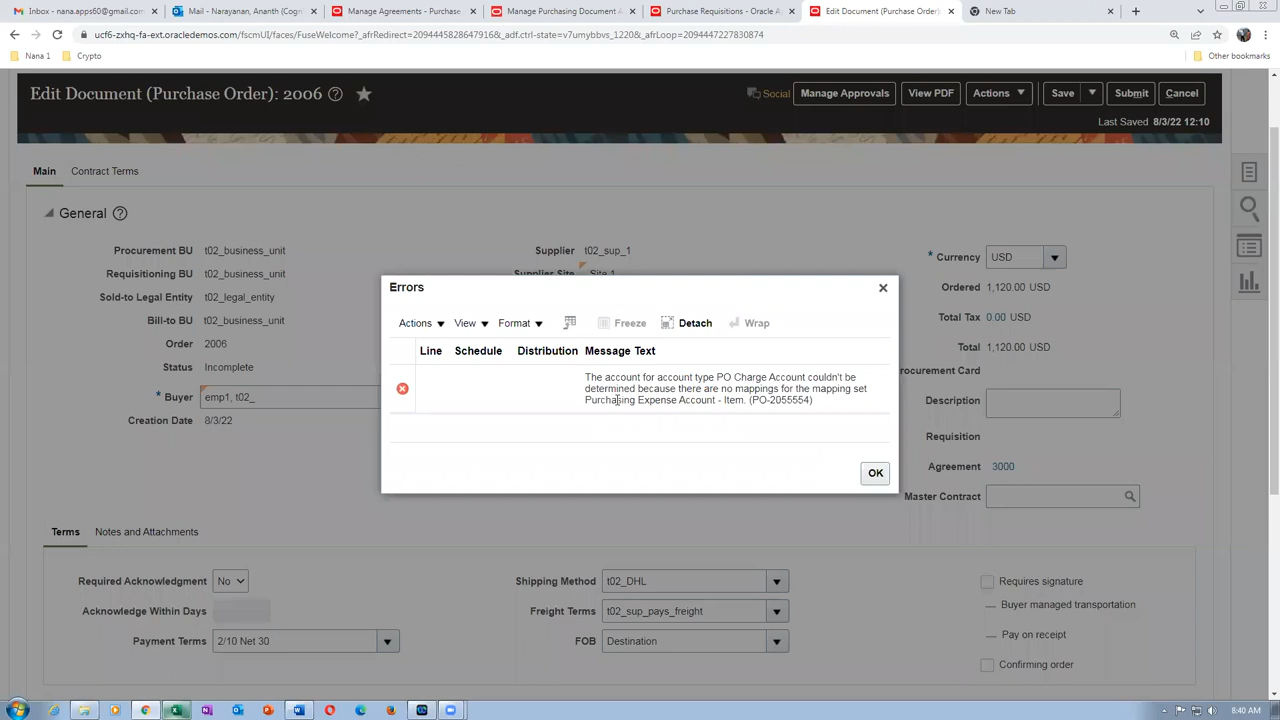 Inbox - nana.apps60@gmail.com
Mail - Narayanan, Ananth (Cog
Manage Agreements - Purchase
Manage Purchasing Document A
Purchase Requisitions - Oracle A
Edit Document (Purchase Order)
New Tab
ucf6-zxhq-fa-ext.oracledemos.com/fscmUI/faces/FuseWelcome?_afrRedirect=20944458286479168&_adf.ctrl-state=v7umybbvs_1220&_afrLoop=20944472278308​74
Nana 1
Crypto
Other bookmarks
Edit Document (Purchase Order): 2006
Social
Manage Approvals
View PDF
Actions
Save
Submit
Cancel
Last Saved 8/3/22 12:10
Main
Contract Terms
General
Procurement BU t02_business_unit
Supplier t02_sup_1
* Currency USD
Requisitioning BU t02_business_unit
Supplier Site Site 1
Ordered 1,120.00 USD
Sold-to Legal Entity t02_legal_entity
Total Tax 0.00 USD
Bill-to BU t02_business_unit
Total 1,120.00 USD
Order 2006
rocurement Card
Status Incomplete
Description
* Buyer emp1, t02_
Requisition
Creation Date 8/3/22
Agreement 3000
Master Contract
Errors
Actions View Format Freeze Detach Wrap
Line Schedule Distribution Message Text
The account for account type PO Charge Account couldn't be
determined because there are no mappings for the mapping set
Purchasing Expense Account - Item. (PO-2055554)
OK
Terms
Notes and Attachments
Required Acknowledgment No
Shipping Method t02_DHL
Requires signature
Acknowledge Within Days
Freight Terms t02_sup_pays_freight
Buyer managed transportation
Payment Terms 2/10 Net 30
FOB Destination
Pay on receipt
Confirming order
8:40 AM